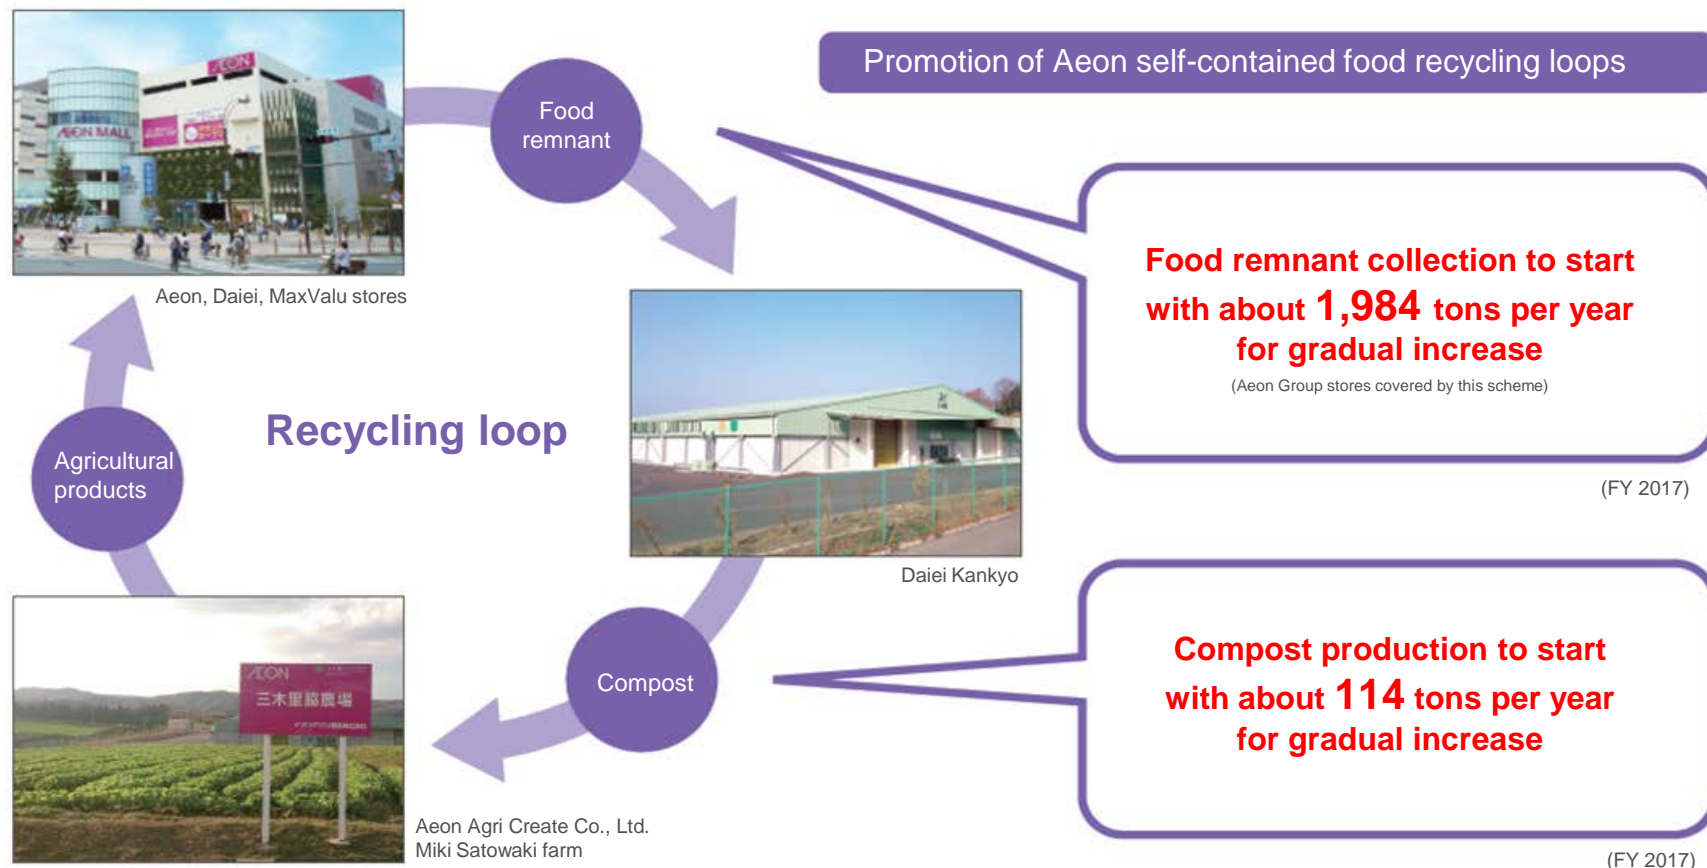 Promotion of Aeon self-contained food recycling loops
AEON
AEON MALL
Aeon, Daiei, MaxValu stores
Food
remnant
Food remnant collection to start
with about 1,984 tons per year
for gradual increase
(Aeon Group stores covered by this scheme)
(FY 2017)
Recycling loop
Agricultural
products
Daiei Kankyo
Compost
Compost production to start
with about 114 tons per year
for gradual increase
(FY 2017)
AEON
三木里脇農場
Aeon Agri Create Co., Ltd.
Miki Satowaki farm